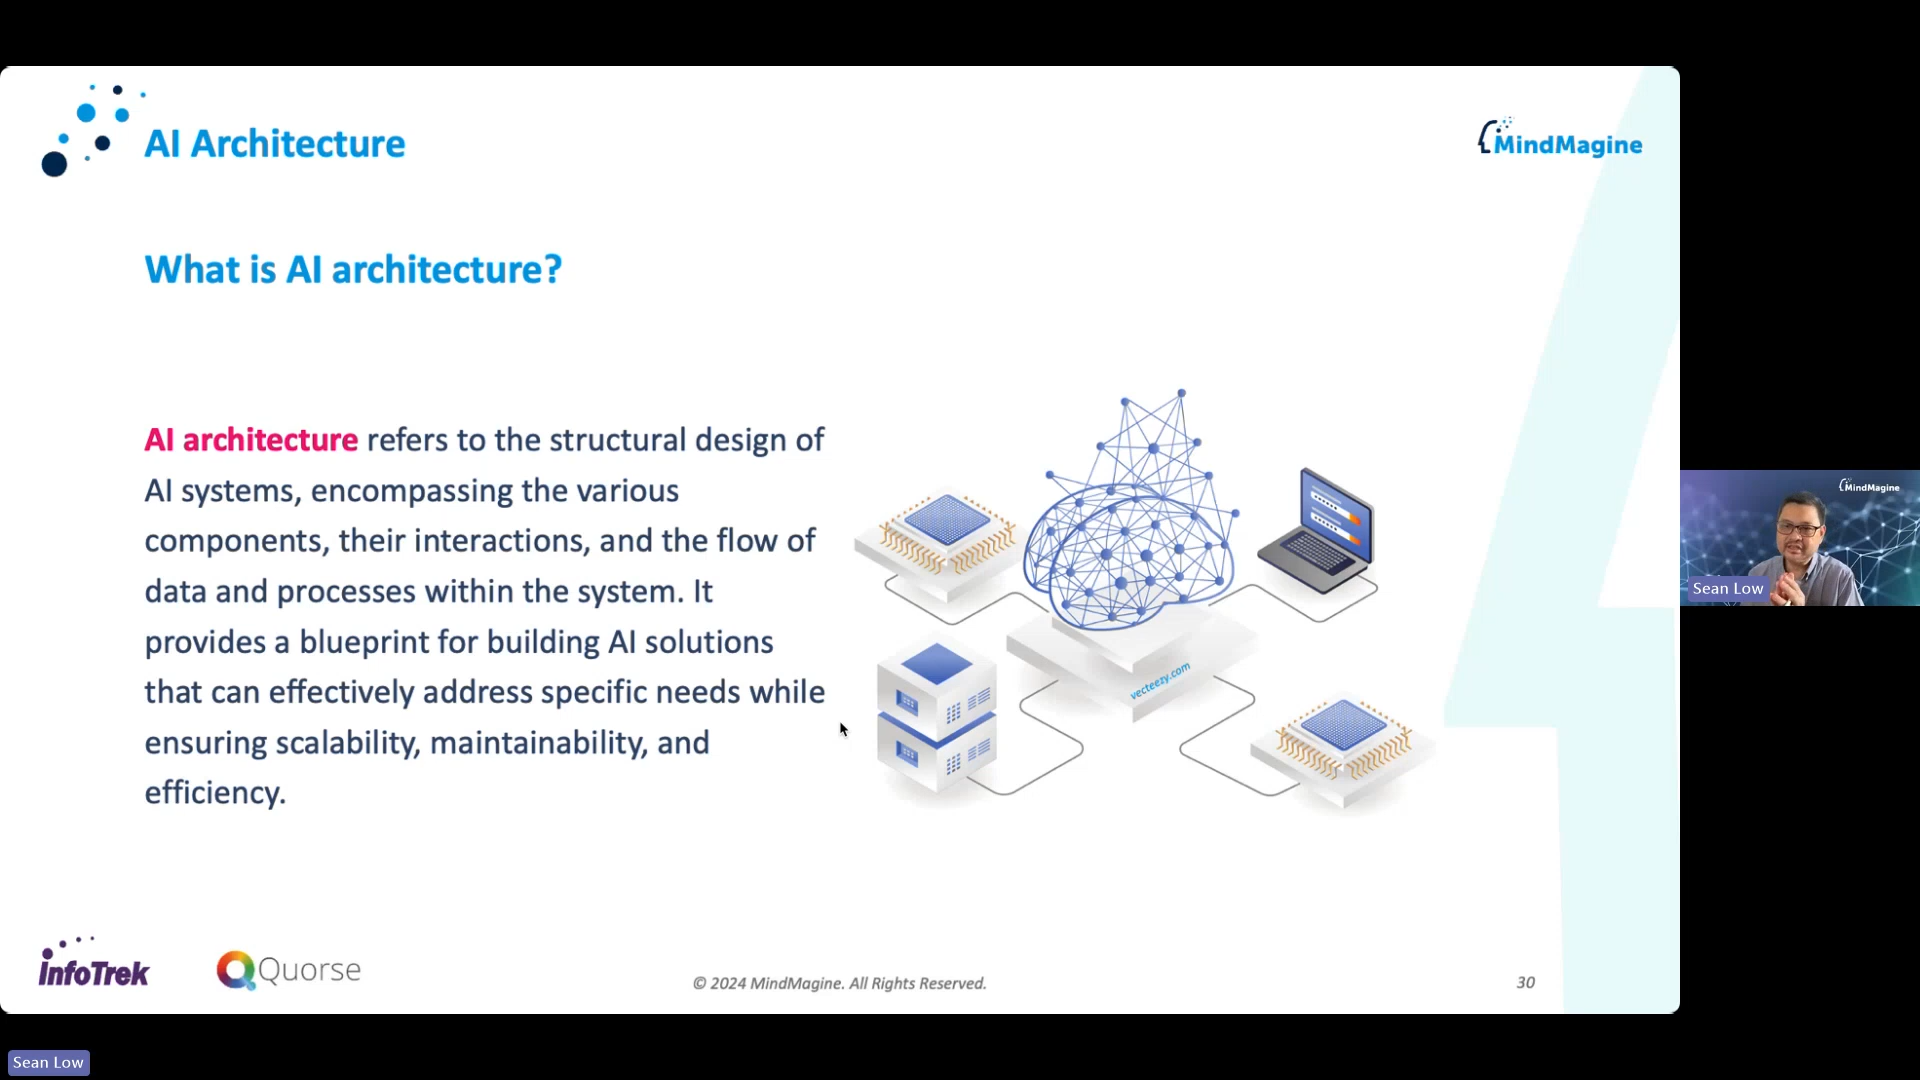 AI Architecture
MindMagine
What is AI architecture?
AI architecture refers to the structural design of
AI systems, encompassing the various
components, their interactions, and the flow of
data and processes within the system. It
provides a blueprint for building AI solutions
that can effectively address specific needs while
ensuring scalability, maintainability, and
efficiency.
vecteezy.com
MindMagine
Sean Low
InfoTrek
Quorse
© 2024 MindMagine. All Rights Reserved.
30
Sean Low